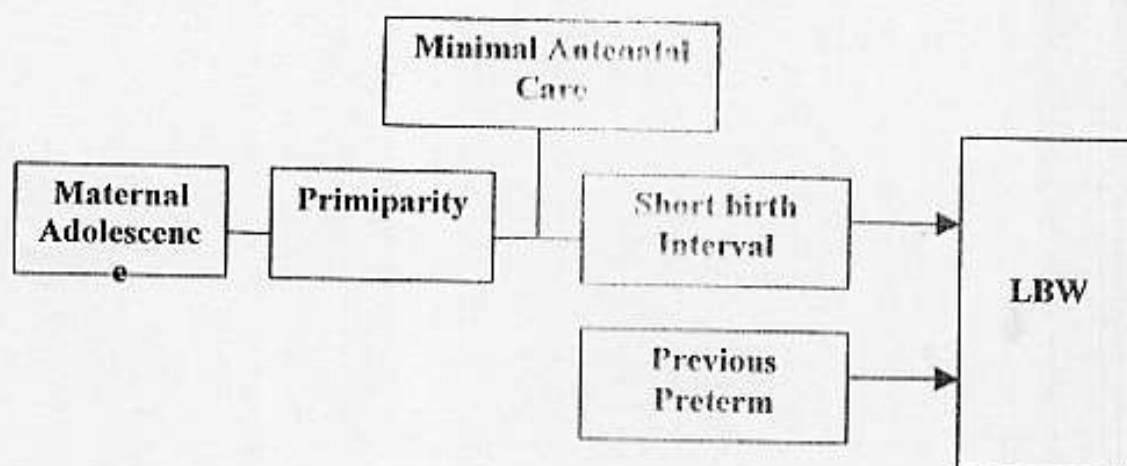 Minimal Antenatal
Care
Maternal
Adolescenc
e
Primiparity
Short birth
Interval
LBW
Previous
Preterm